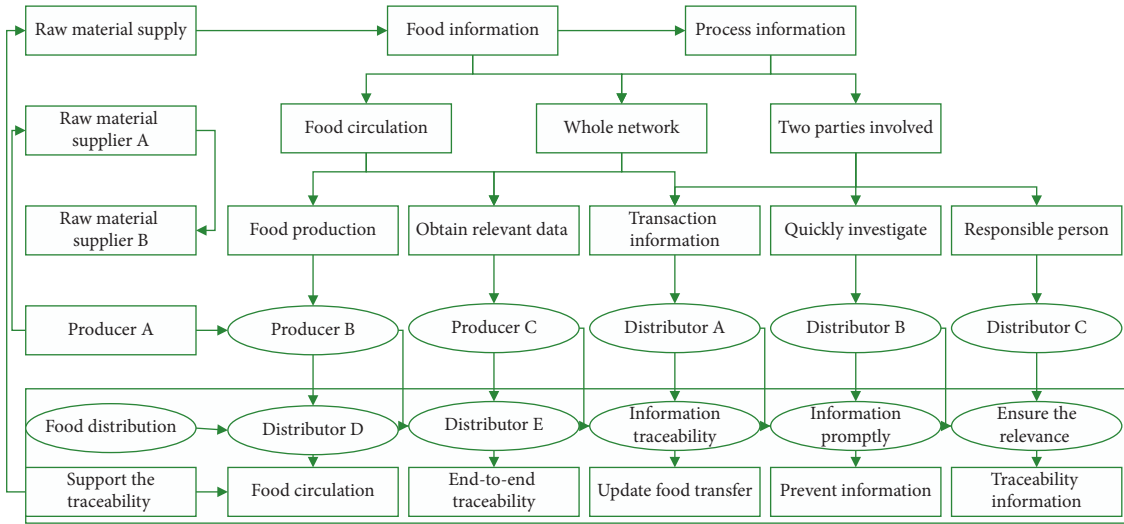 Raw material supply
Food information
Process information
Raw material
supplier A
Food circulation
Whole network
Two parties involved
Raw material
supplier B
Food production
Obtain relevant data
Transaction
information
Quickly investigate
Responsible person
Producer A
Producer B
Producer C
Distributor A
Distributor B
Distributor C
Food distribution
Distributor D
Distributor E
Information
traceability
Information
promptly
Ensure the
relevance
Support the
traceability
Food circulation
End-to-end
traceability
Update food transfer
Prevent information
Traceability
information